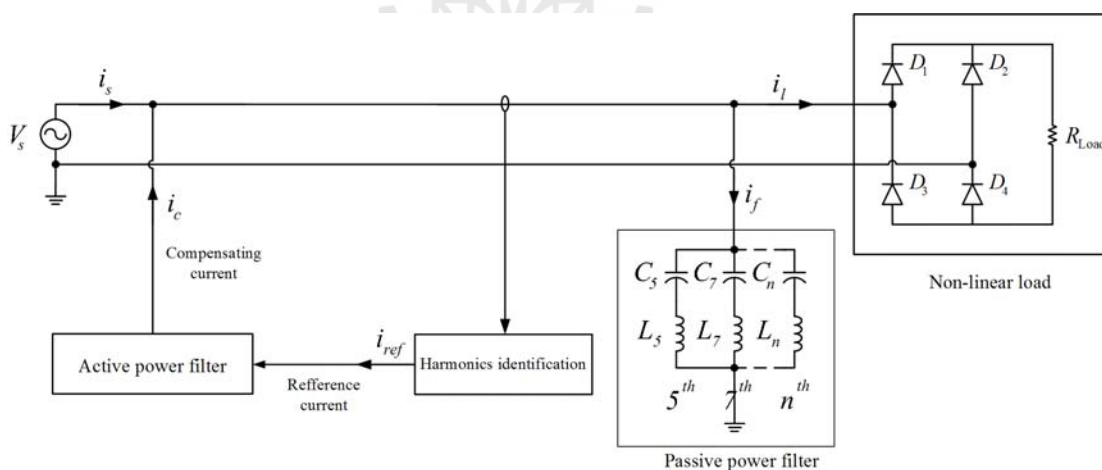 i_s
i_l
D_1
D_2
V_s
R_Load
D_3
D_4
i_c
i_f
Compensating
current
C_5 C_7 C_n
Non-linear load
L_5 L_7 L_n
Active power filter
i_ref
Harmonics identification
Refference
current
5^th 7^th n^th
Passive power filter